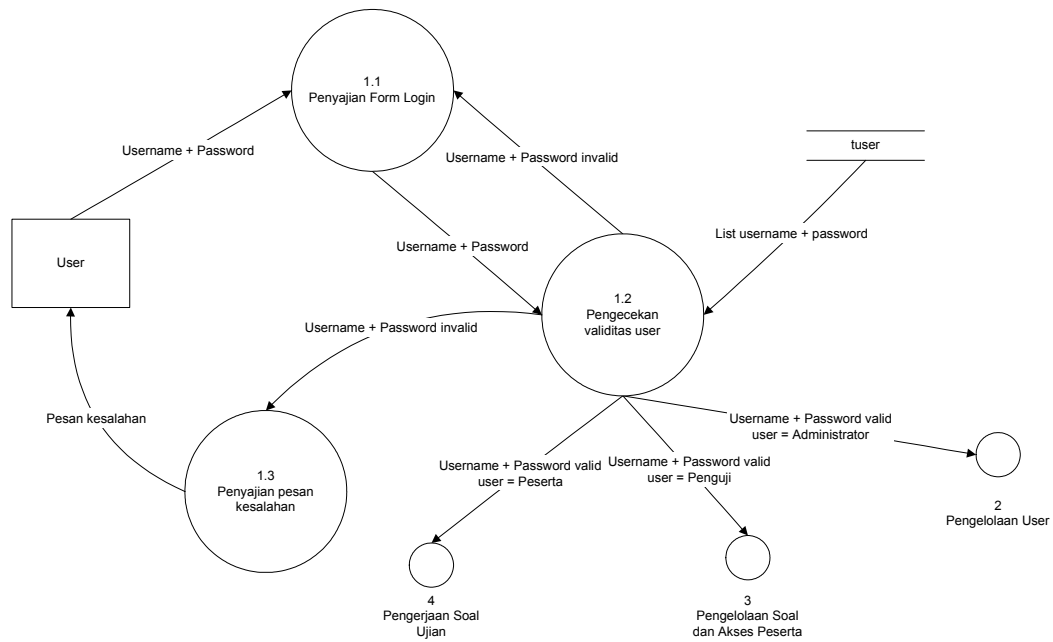 1.1
Penyajian Form Login
Username + Password
Username + Password invalid
tuser
Username + Password
List username + password
User
1.2
Pengecekan
validitas user
Username + Password invalid
Pesan kesalahan
1.3
Penyajian pesan
kesalahan
Username + Password valid
user = Administrator
Username + Password valid
user = Peserta
Username + Password valid
user = Penguji
2
Pengelolaan User
4
Pengerjaan Soal
Ujian
3
Pengelolaan Soal
dan Akses Peserta